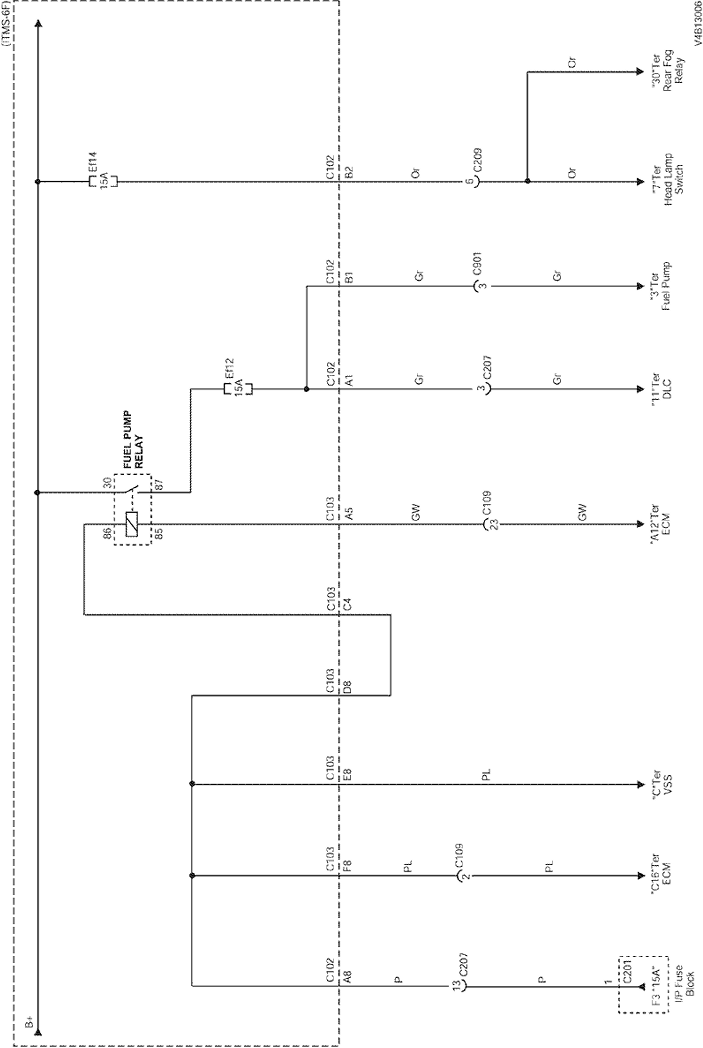 (ITMS-6F)
B+
Ef14
15A
C102
B2
Or
6
C209
Or
Or
"30"Ter
Rear Fog
Relay
"7"Ter
Head Lamp
Switch
C102
B1
Gr
3
C901
Gr
"3"Ter
Fuel Pump
Ef12
15A
C102
A1
Gr
3
C207
Gr
"11"Ter
DLC
FUEL PUMP
RELAY
30
87
86
85
C103
A5
GW
23
C109
GW
"A12"Ter
ECM
C103
C4
C103
D8
C103
E8
PL
"C"Ter
VSS
C103
F8
PL
2
C109
PL
"C16"Ter
ECM
C102
A8
P
13
C207
P
1
C201
F3 "15A"
I/P Fuse
Block
V4B13006